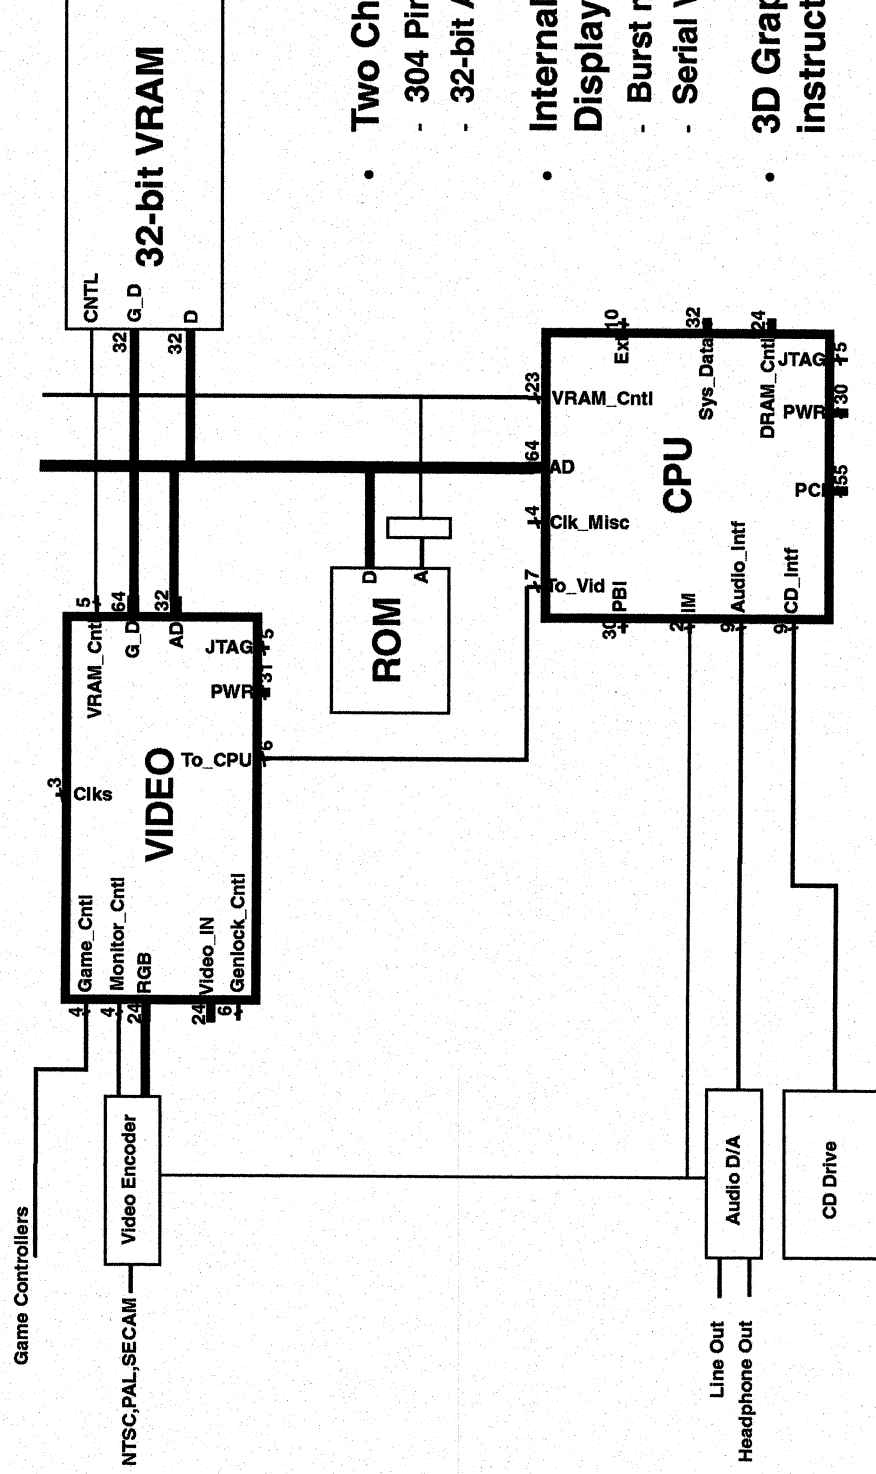 Game Controllers
NTSC,PAL,SECAM
Video Encoder
4
Game_Cntl
4
Monitor_Cntl
24
RGB
24
Video_IN
6
Genlock_Cntl
3
Clks
VIDEO
To_CPU
6
PWR
31
JTAG
5
VRAM_Cntl
5
G_D
64
AD
32
CNTL
32
G_D
32
D
32-bit VRAM
ROM
D
A
Line Out
Headphone Out
Audio D/A
CD Drive
CPU
7
To_Vid
4
Clk_Misc
64
AD
23
VRAM_Cntl
30
PBI
2
IM
9
Audio_Intf
9
CD_Intf
Ext
10
Sys_Data
32
DRAM_Cntl
24
JTAG
5
PWR
30
PCI
55
• Two Ch
- 304 Pin
- 32-bit A
• Internal
Display
- Burst
- Serial
• 3D Grap
instruct